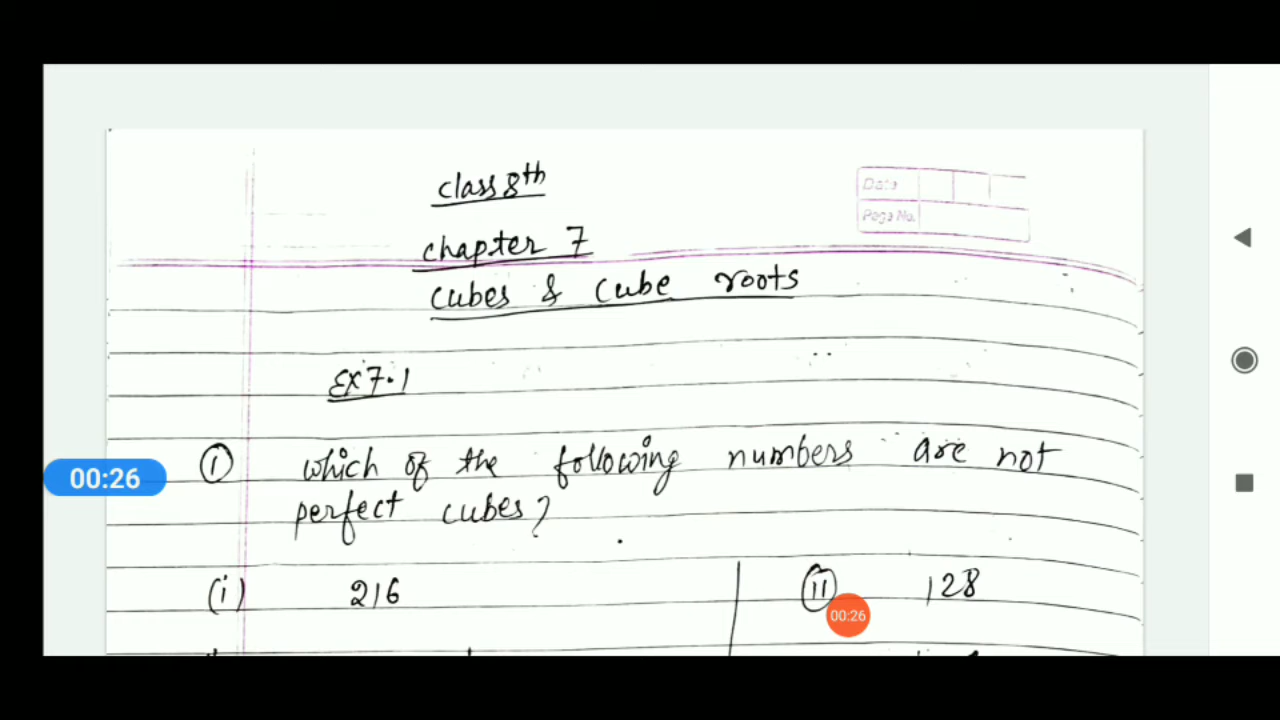 class 8th
Date
Page No.
chapter 7
cubes & cube roots
Ex 7.1
① which of the following numbers are not
00:26
perfect cubes?
(i) 216
(ii) 128
00:26